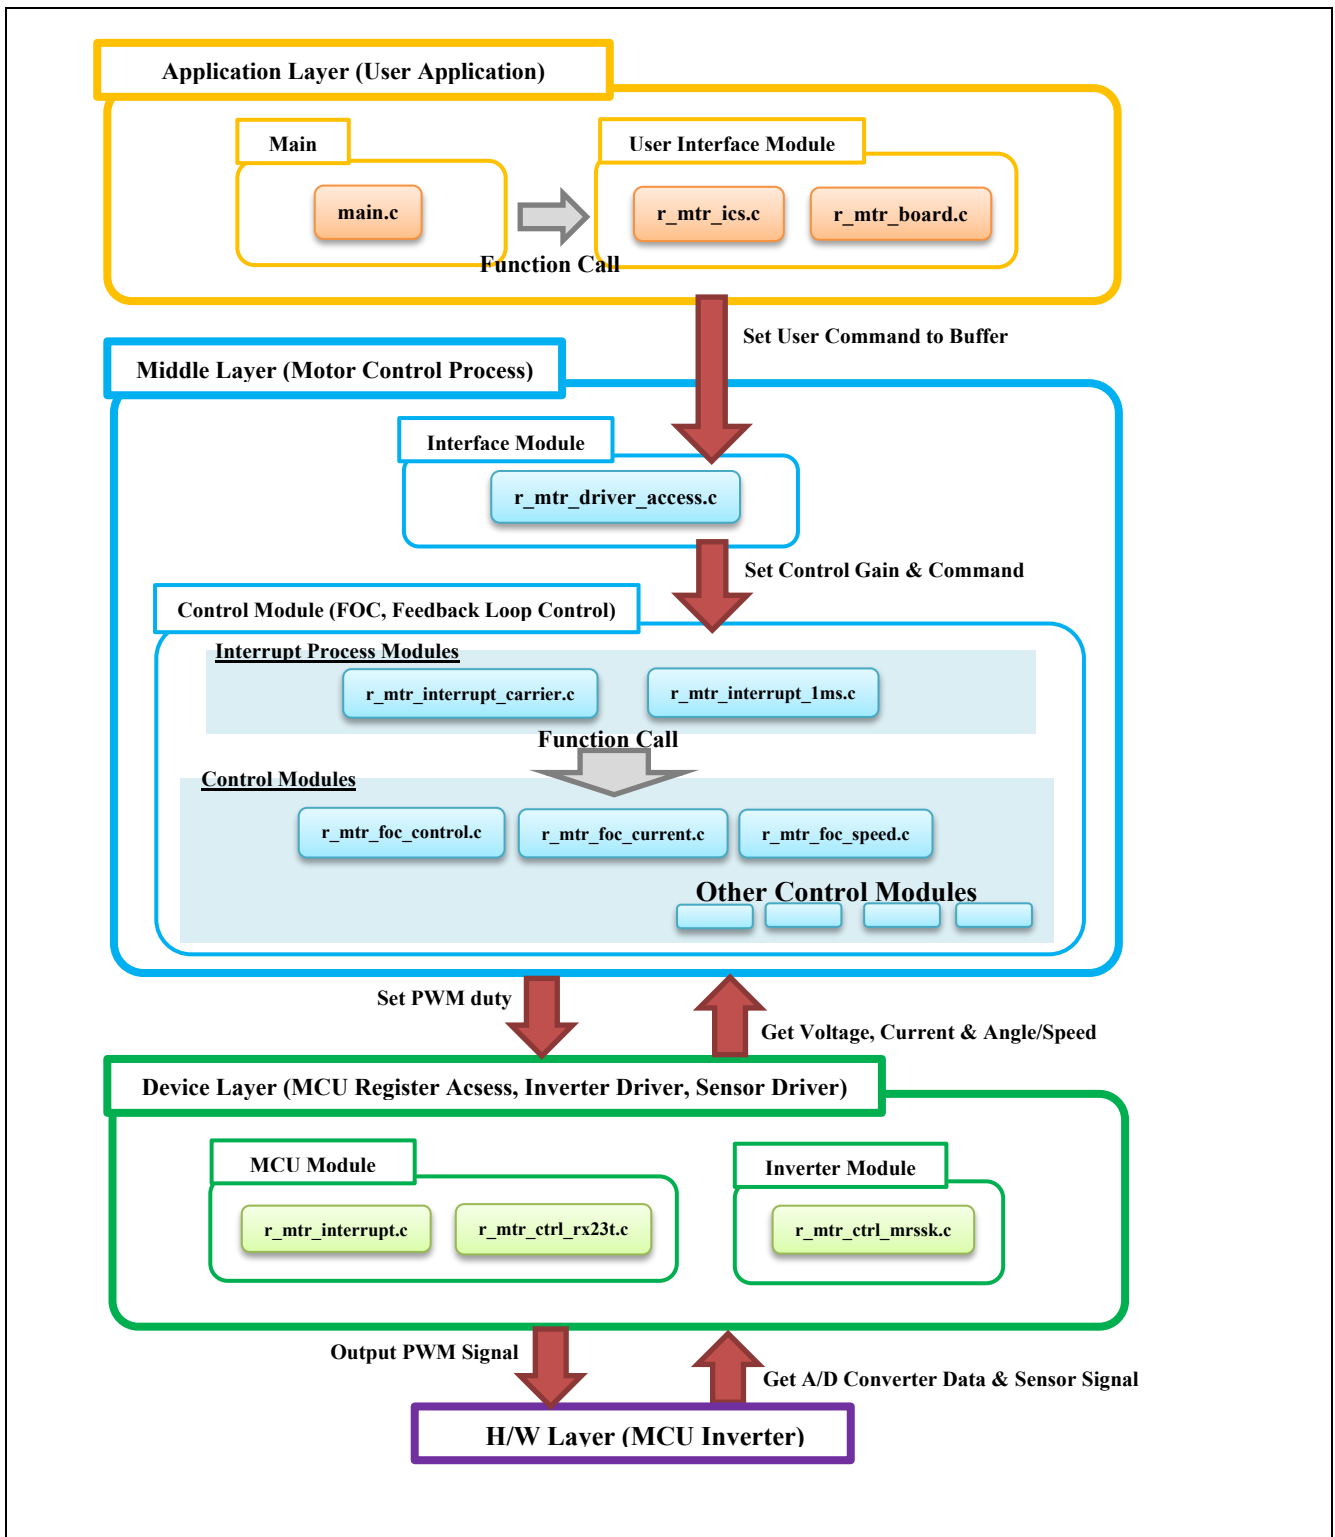 Application Layer (User Application)
Main
User Interface Module
main.c
r_mtr_ics.c
r_mtr_board.c
Function Call
Set User Command to Buffer
Middle Layer (Motor Control Process)
Interface Module
r_mtr_driver_access.c
Set Control Gain & Command
Control Module (FOC, Feedback Loop Control)
Interrupt Process Modules
r_mtr_interrupt_carrier.c
r_mtr_interrupt_1ms.c
Function Call
Control Modules
r_mtr_foc_control.c
r_mtr_foc_current.c
r_mtr_foc_speed.c
Other Control Modules
Set PWM duty
Get Voltage, Current & Angle/Speed
Device Layer (MCU Register Acsess, Inverter Driver, Sensor Driver)
MCU Module
Inverter Module
r_mtr_interrupt.c
r_mtr_ctrl_rx23t.c
r_mtr_ctrl_mrssk.c
Output PWM Signal
Get A/D Converter Data & Sensor Signal
H/W Layer (MCU Inverter)